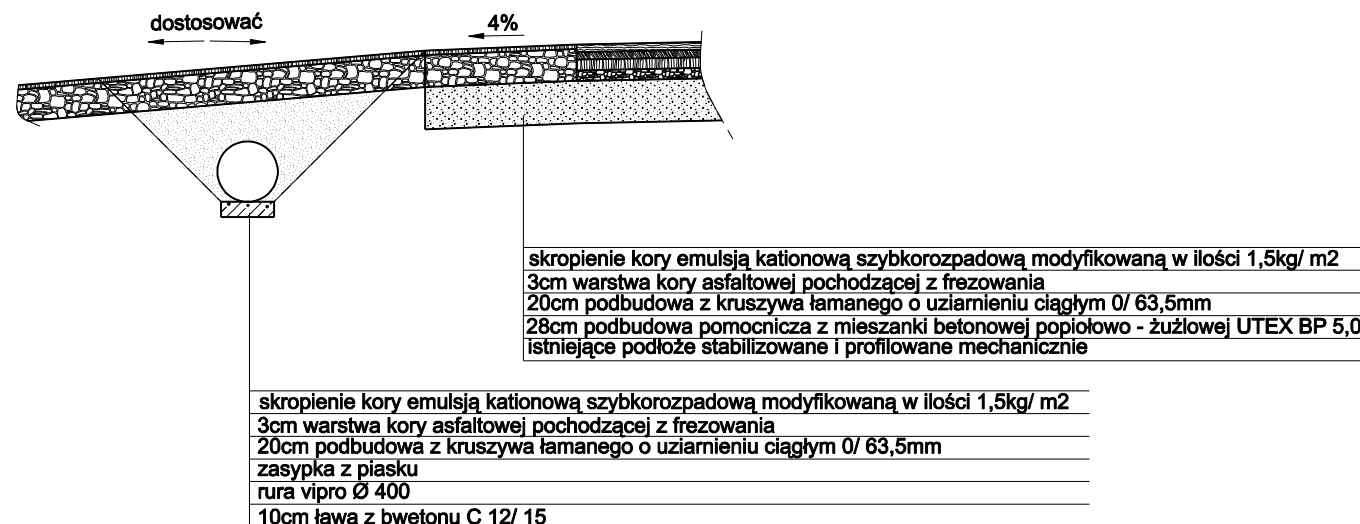 dostosować
4%
skropienie kory emulsją kationową szybkorozpadową modyfikowaną w ilości 1,5kg/ m2
3cm warstwa kory asfaltowej pochodzącej z frezowania
20cm podbudowa z kruszywa łamanego o uziarnieniu ciągłym 0/ 63,5mm
28cm podbudowa pomocnicza z mieszanki betonowej popiołowo - żużlowej UTEX BP 5,0
istniejące podłoże stabilizowane i profilowane mechanicznie
skropienie kory emulsją kationową szybkorozpadową modyfikowaną w ilości 1,5kg/ m2
3cm warstwa kory asfaltowej pochodzącej z frezowania
20cm podbudowa z kruszywa łamanego o uziarnieniu ciągłym 0/ 63,5mm
zasypka z piasku
rura vipro Ø 400
10cm ława z bwetonu C 12/ 15